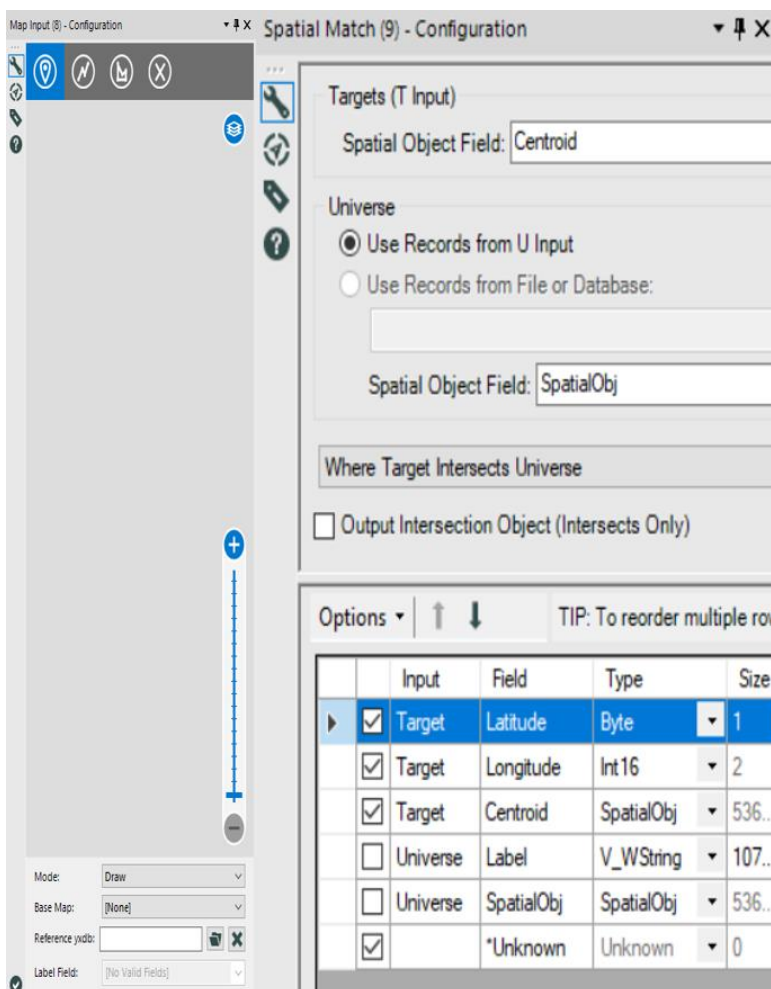 Map Input (8) - Configuration
Mode: Draw
Base Map: [None]
Reference yxdb:
Label Field: [No Valid Fields]
Spatial Match (9) - Configuration
Targets (T Input)
Spatial Object Field: Centroid
Universe
Use Records from U Input
Use Records from File or Database:
Spatial Object Field: SpatialObj
Where Target Intersects Universe
Output Intersection Object (Intersects Only)
Options TIP: To reorder multiple rov
Input Field Type Size
Target Latitude Byte 1
Target Longitude Int16 2
Target Centroid SpatialObj 536...
Universe Label V_WString 107...
Universe SpatialObj SpatialObj 536...
*Unknown Unknown 0